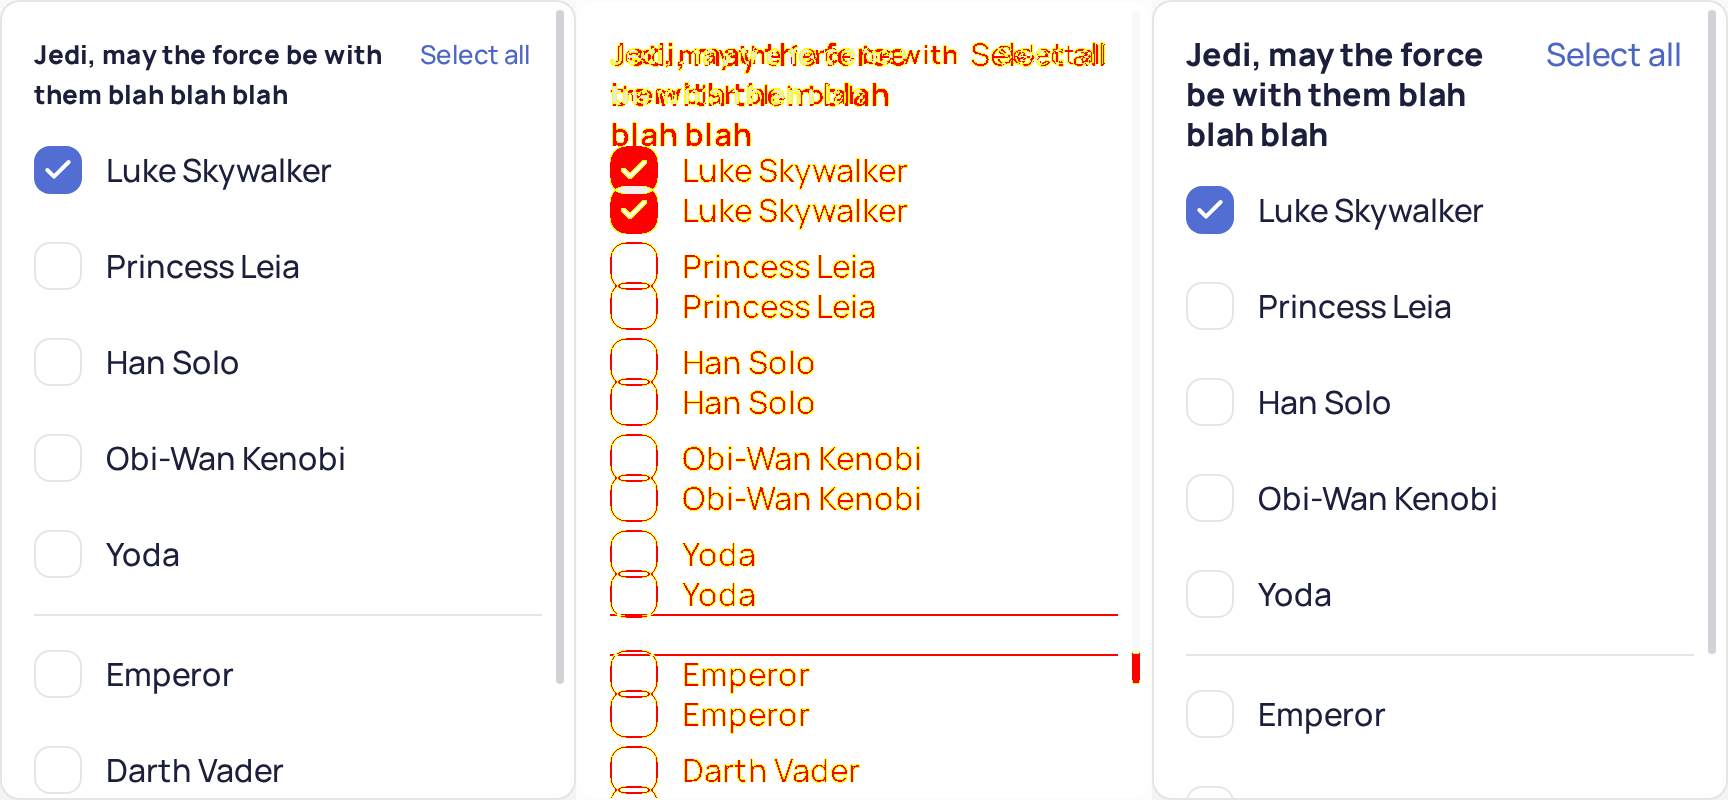 Jedi, may the force be with Select all
them blah blah blah
Luke Skywalker
Princess Leia
Han Solo
Obi-Wan Kenobi
Yoda
Emperor
Darth Vader
blah blah
Luke Skywalker
Luke Skywalker
Princess Leia
Princess Leia
Han Solo
Han Solo
Obi-Wan Kenobi
Obi-Wan Kenobi
Yoda
Yoda
Emperor
Emperor
Darth Vader
Jedi, may the force Select all
be with them blah
blah blah
Luke Skywalker
Princess Leia
Han Solo
Obi-Wan Kenobi
Yoda
Emperor